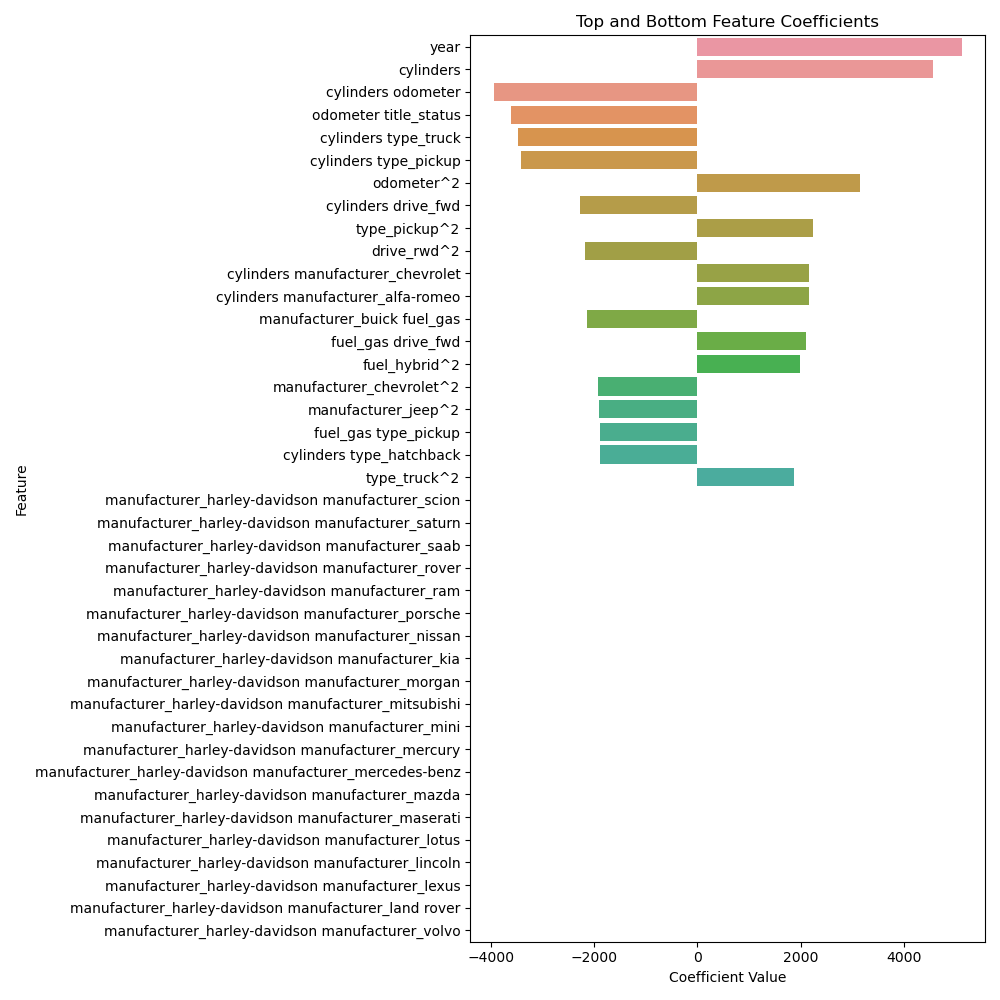 Top and Bottom Feature Coefficients
year
cylinders
cylinders odometer
odometer title_status
cylinders type_truck
cylinders type_pickup
odometer^2
cylinders drive_fwd
type_pickup^2
drive_rwd^2
cylinders manufacturer_chevrolet
cylinders manufacturer_alfa-romeo
manufacturer_buick fuel_gas
fuel_gas drive_fwd
fuel_hybrid^2
manufacturer_chevrolet^2
manufacturer_jeep^2
fuel_gas type_pickup
cylinders type_hatchback
type_truck^2
manufacturer_harley-davidson manufacturer_scion
manufacturer_harley-davidson manufacturer_saturn
manufacturer_harley-davidson manufacturer_saab
manufacturer_harley-davidson manufacturer_rover
manufacturer_harley-davidson manufacturer_ram
manufacturer_harley-davidson manufacturer_porsche
manufacturer_harley-davidson manufacturer_nissan
manufacturer_harley-davidson manufacturer_kia
manufacturer_harley-davidson manufacturer_morgan
manufacturer_harley-davidson manufacturer_mitsubishi
manufacturer_harley-davidson manufacturer_mini
manufacturer_harley-davidson manufacturer_mercury
manufacturer_harley-davidson manufacturer_mercedes-benz
manufacturer_harley-davidson manufacturer_mazda
manufacturer_harley-davidson manufacturer_maserati
manufacturer_harley-davidson manufacturer_lotus
manufacturer_harley-davidson manufacturer_lincoln
manufacturer_harley-davidson manufacturer_lexus
manufacturer_harley-davidson manufacturer_land rover
manufacturer_harley-davidson manufacturer_volvo
Feature
−4000 −2000 0 2000 4000
Coefficient Value